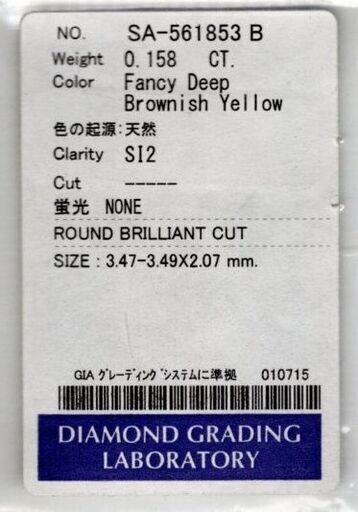 NO. SA-561853 B
Weight 0.158 CT.
Color Fancy Deep
Brownish Yellow
色の起源:天然
Clarity SI2
Cut -----
蛍光 NONE
ROUND BRILLIANT CUT
SIZE : 3.47-3.49X2.07 mm.
GIA グレーディングシステムに準拠 010715
DIAMOND GRADING
LABORATORY